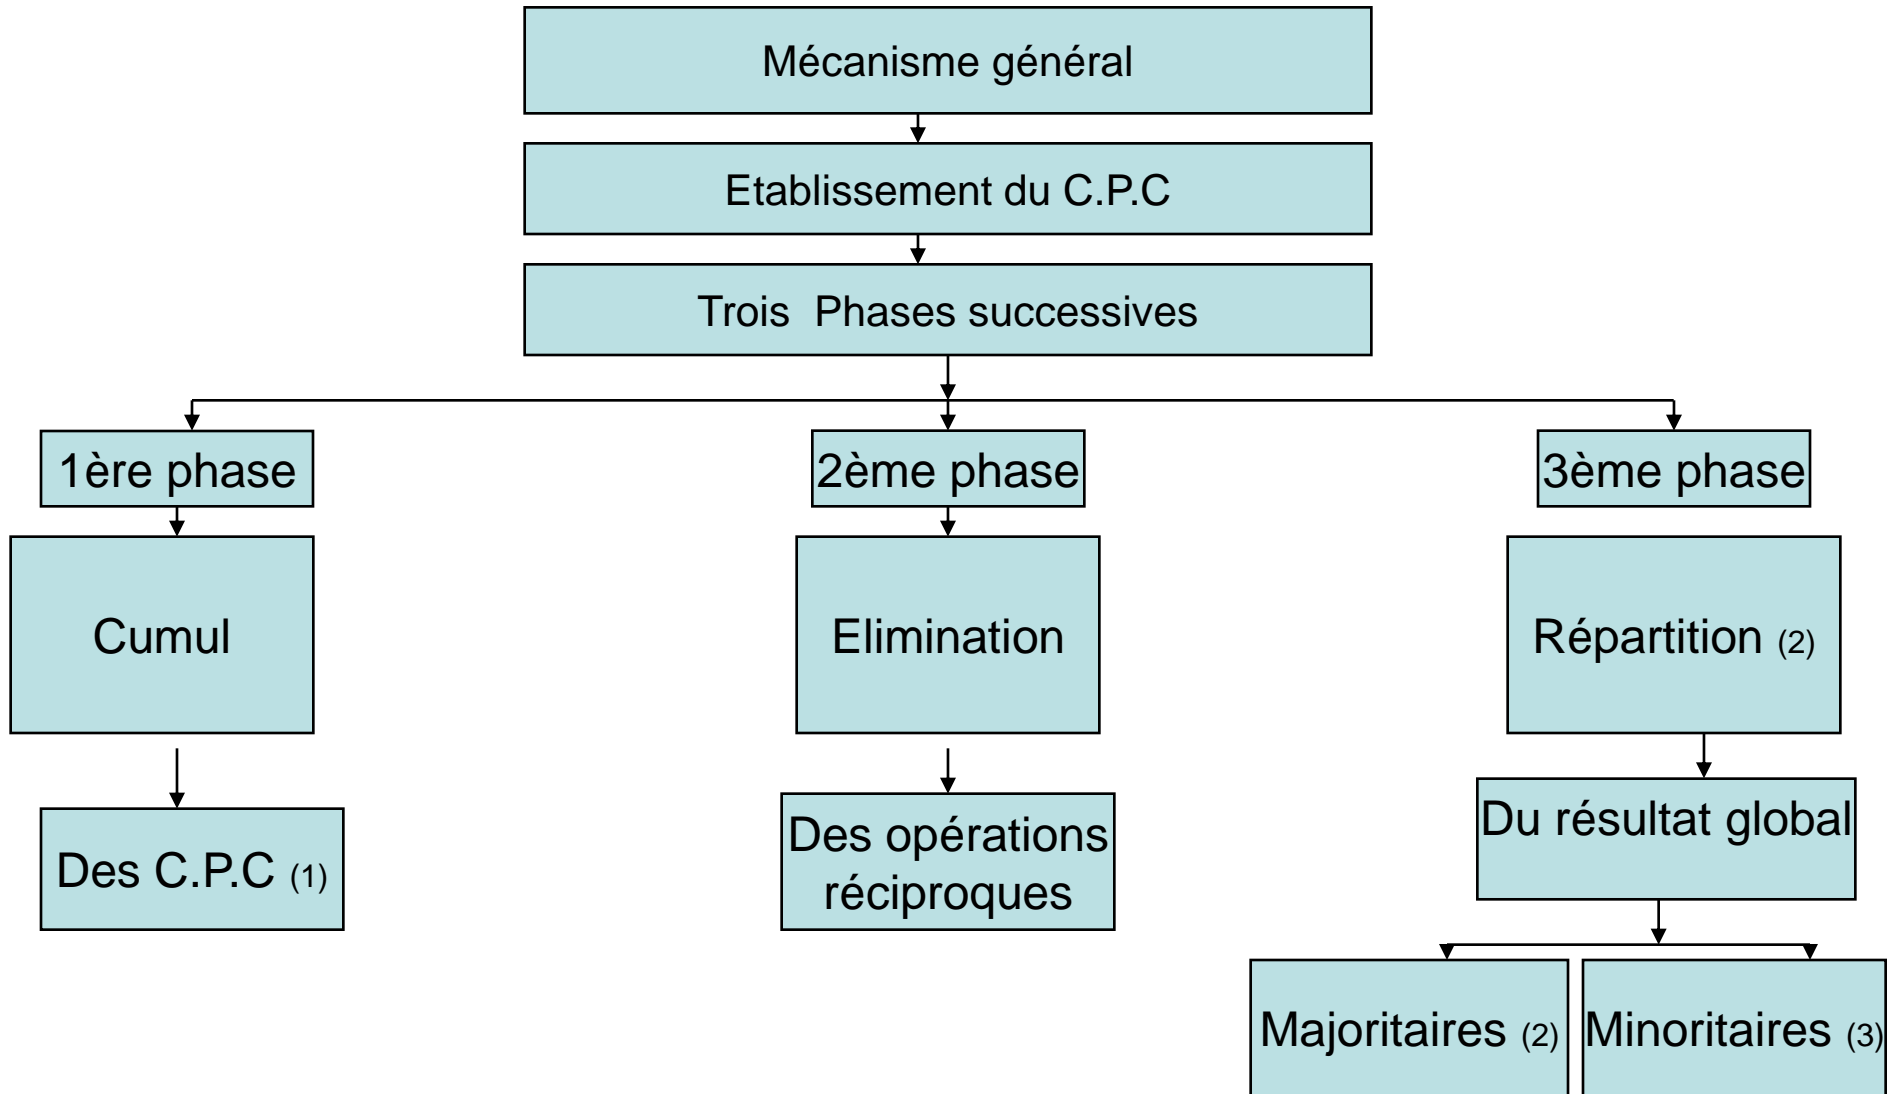 Mécanisme général
Etablissement du C.P.C
Trois  Phases successives
1ère phase
2ème phase
3ème phase
Cumul
Elimination
Répartition (2)
Des C.P.C (1)
Des opérations
réciproques
Du résultat global
Majoritaires (2)
Minoritaires (3)